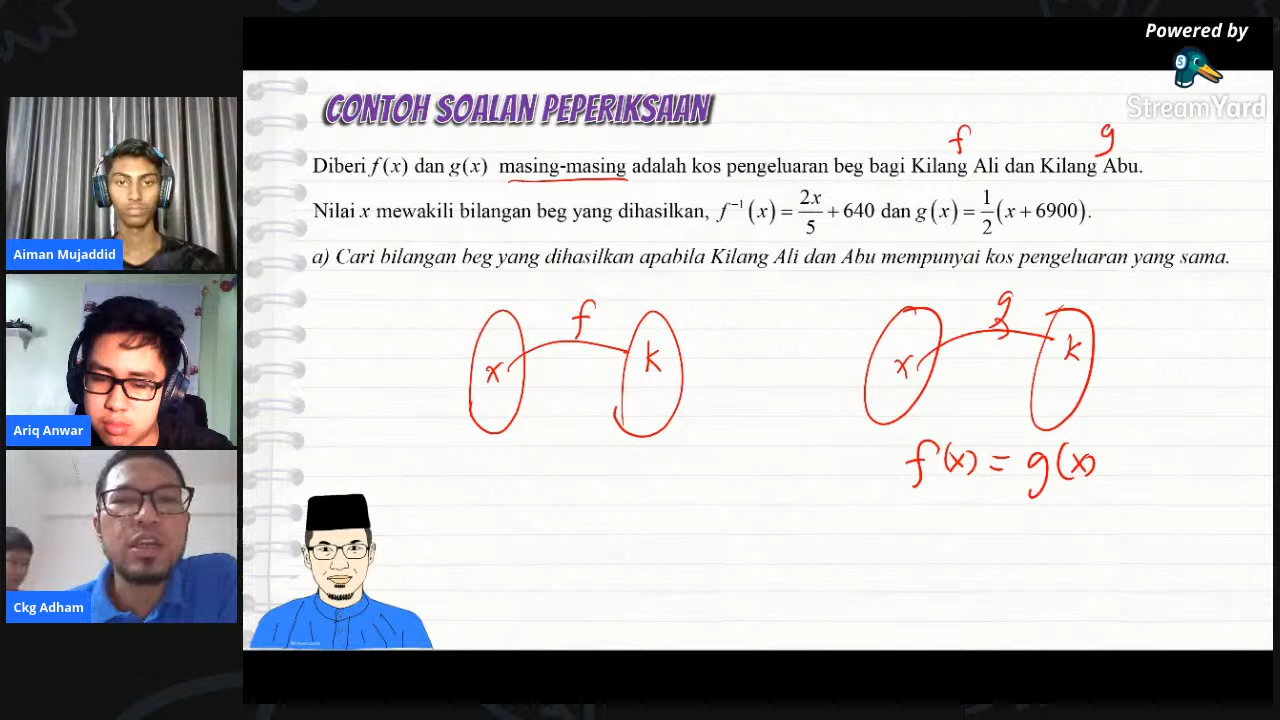 Powered by
StreamYard
CONTOH SOALAN PEPERIKSAAN
f g
Diberi f(x) dan g(x) masing-masing adalah kos pengeluaran beg bagi Kilang Ali dan Kilang Abu.
Nilai x mewakili bilangan beg yang dihasilkan, f⁻¹(x) = 2x/5 + 640 dan g(x) = 1/2(x + 6900).
a) Cari bilangan beg yang dihasilkan apabila Kilang Ali dan Abu mempunyai kos pengeluaran yang sama.
f g
x k x k
f(x) = g(x)
Aiman Mujaddid
Ariq Anwar
Ckg Adham